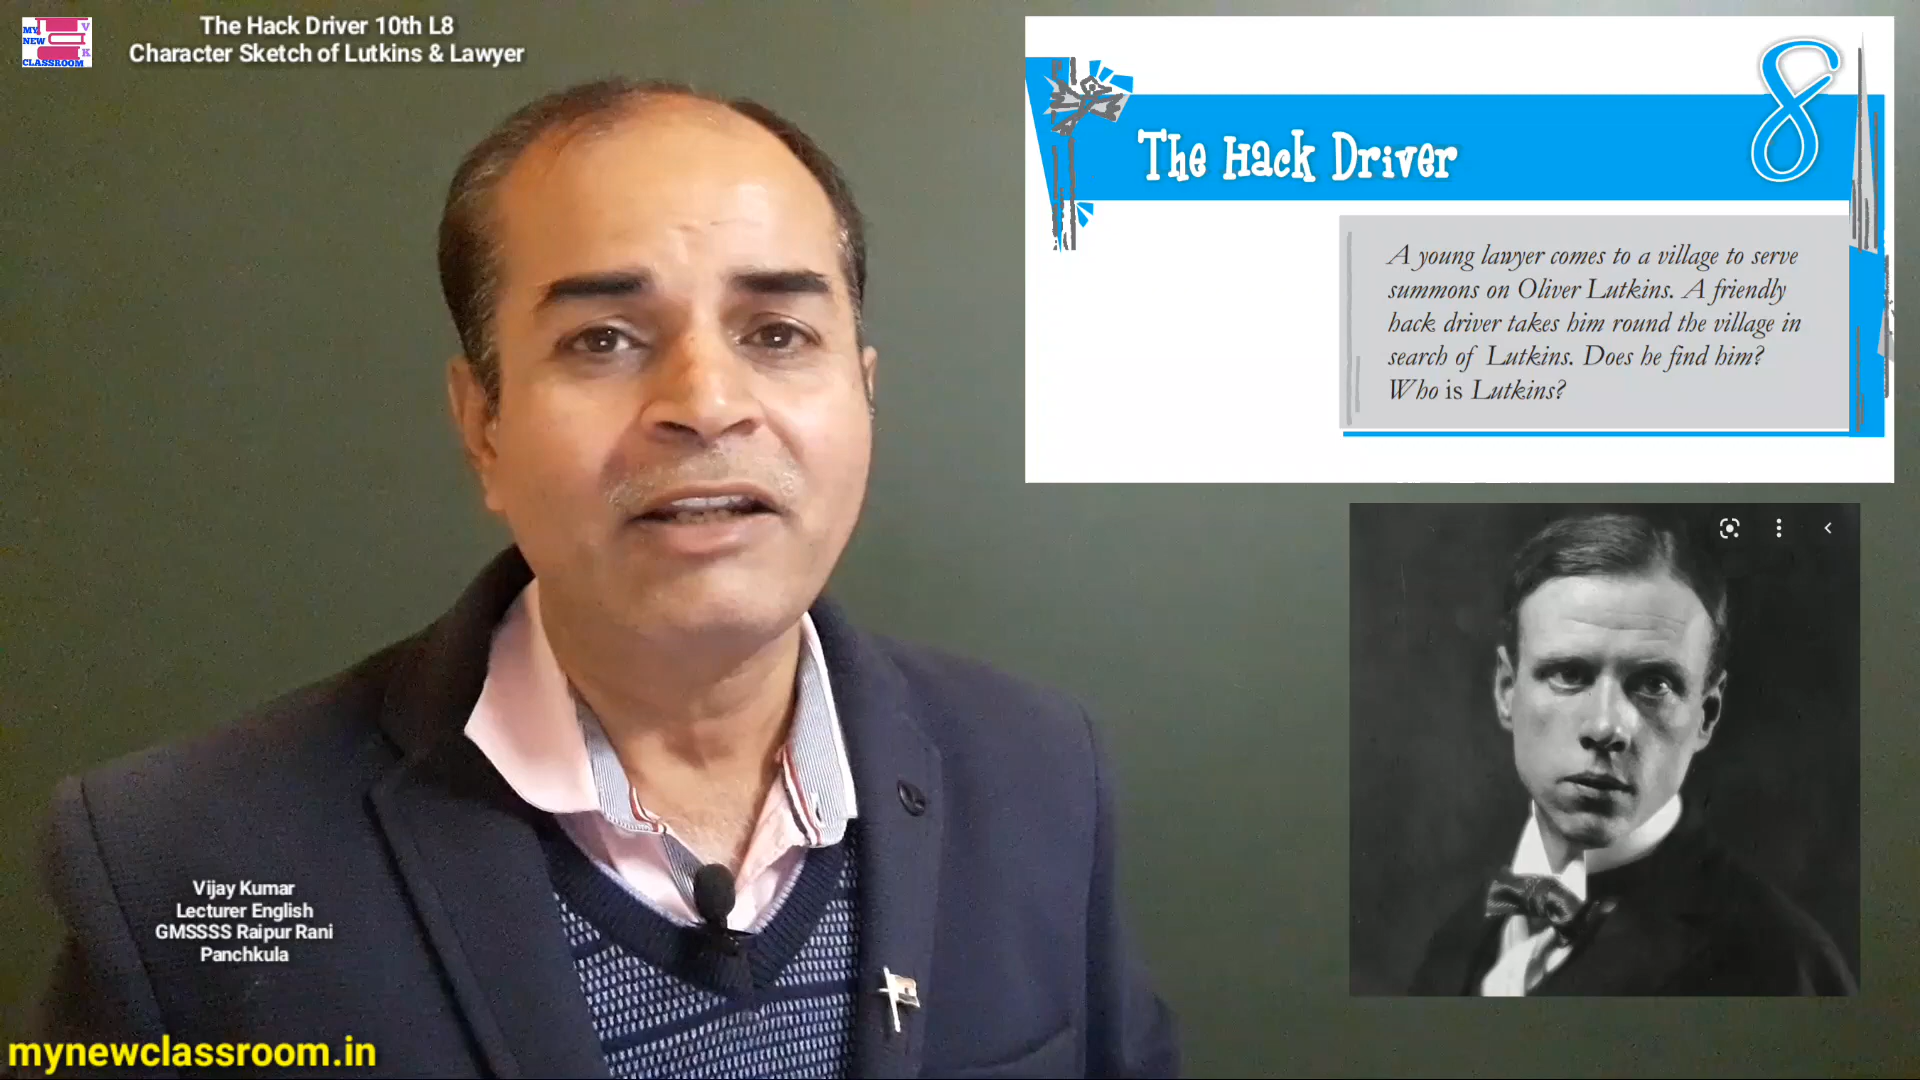 MY
NEW
CLASSROOM
V
K
The Hack Driver 10th L8
Character Sketch of Lutkins & Lawyer
The Hack Driver
8
A young lawyer comes to a village to serve
summons on Oliver Lutkins. A friendly
hack driver takes him round the village in
search of Lutkins. Does he find him?
Who is Lutkins?
Vijay Kumar
Lecturer English
GMSSSS Raipur Rani
Panchkula
mynewclassroom.in